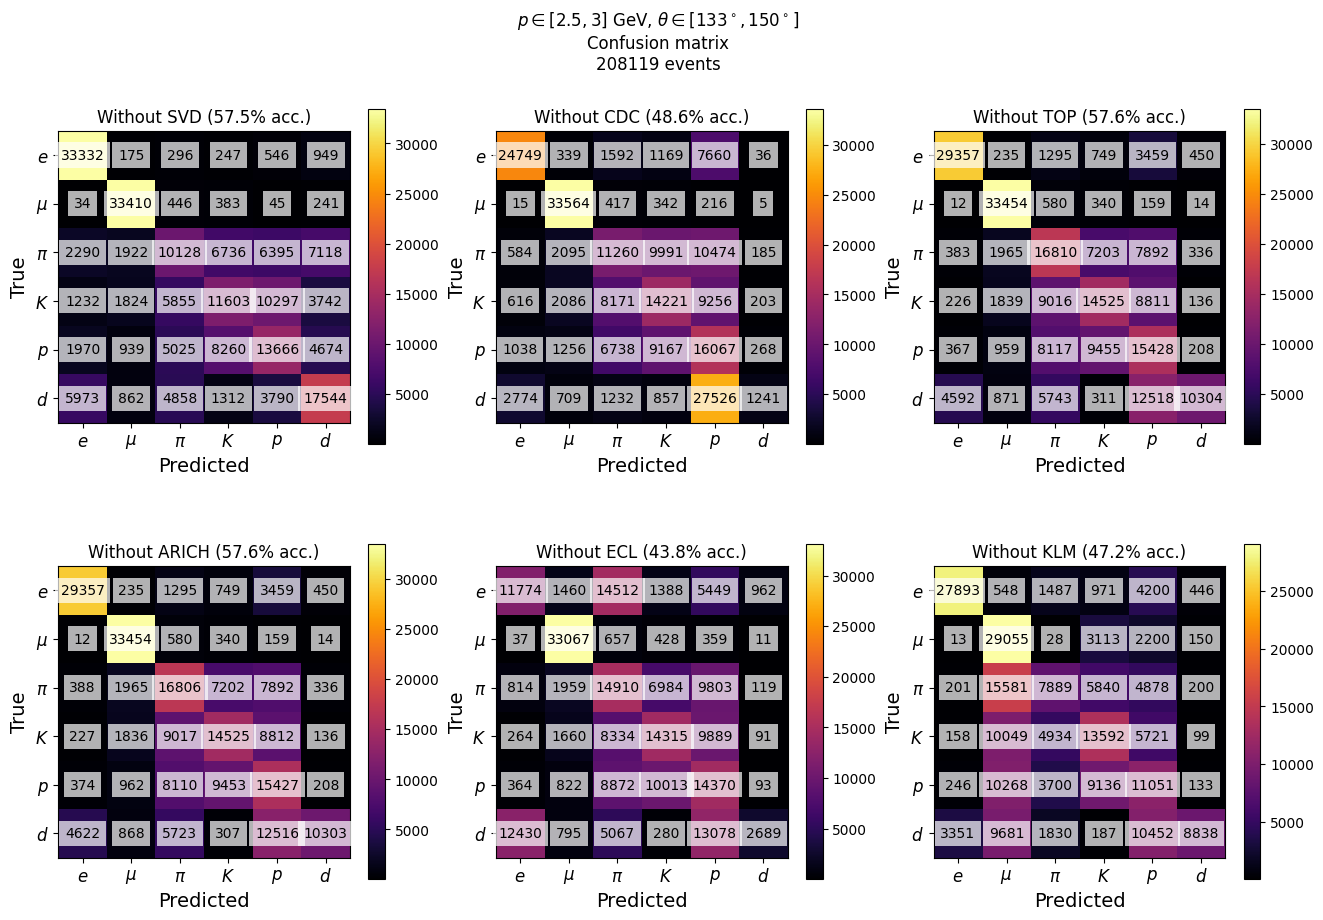 p ∈ [2.5, 3] GeV, θ ∈ [133°, 150°]
Confusion matrix
208119 events
Without SVD (57.5% acc.)
True
e 33332 175 296 247 546 949
μ 34 33410 446 383 45 241
π 2290 1922 10128 6736 6395 7118
K 1232 1824 5855 11603 10297 3742
p 1970 939 5025 8260 13666 4674
d 5973 862 4858 1312 3790 17544
e μ π K p d
Predicted
30000
25000
20000
15000
10000
5000
Without CDC (48.6% acc.)
True
e 24749 339 1592 1169 7660 36
μ 15 33564 417 342 216 5
π 584 2095 11260 9991 10474 185
K 616 2086 8171 14221 9256 203
p 1038 1256 6738 9167 16067 268
d 2774 709 1232 857 27526 1241
e μ π K p d
Predicted
30000
25000
20000
15000
10000
5000
Without TOP (57.6% acc.)
True
e 29357 235 1295 749 3459 450
μ 12 33454 580 340 159 14
π 383 1965 16810 7203 7892 336
K 226 1839 9016 14525 8811 136
p 367 959 8117 9455 15428 208
d 4592 871 5743 311 12518 10304
e μ π K p d
Predicted
30000
25000
20000
15000
10000
5000
Without ARICH (57.6% acc.)
True
e 29357 235 1295 749 3459 450
μ 12 33454 580 340 159 14
π 388 1965 16806 7202 7892 336
K 227 1836 9017 14525 8812 136
p 374 962 8110 9453 15427 208
d 4622 868 5723 307 12516 10303
e μ π K p d
Predicted
30000
25000
20000
15000
10000
5000
Without ECL (43.8% acc.)
True
e 11774 1460 14512 1388 5449 962
μ 37 33067 657 428 359 11
π 814 1959 14910 6984 9803 119
K 264 1660 8334 14315 9889 91
p 364 822 8872 10013 14370 93
d 12430 795 5067 280 13078 2689
e μ π K p d
Predicted
30000
25000
20000
15000
10000
5000
Without KLM (47.2% acc.)
True
e 27893 548 1487 971 4200 446
μ 13 29055 28 3113 2200 150
π 201 15581 7889 5840 4878 200
K 158 10049 4934 13592 5721 99
p 246 10268 3700 9136 11051 133
d 3351 9681 1830 187 10452 8838
e μ π K p d
Predicted
25000
20000
15000
10000
5000